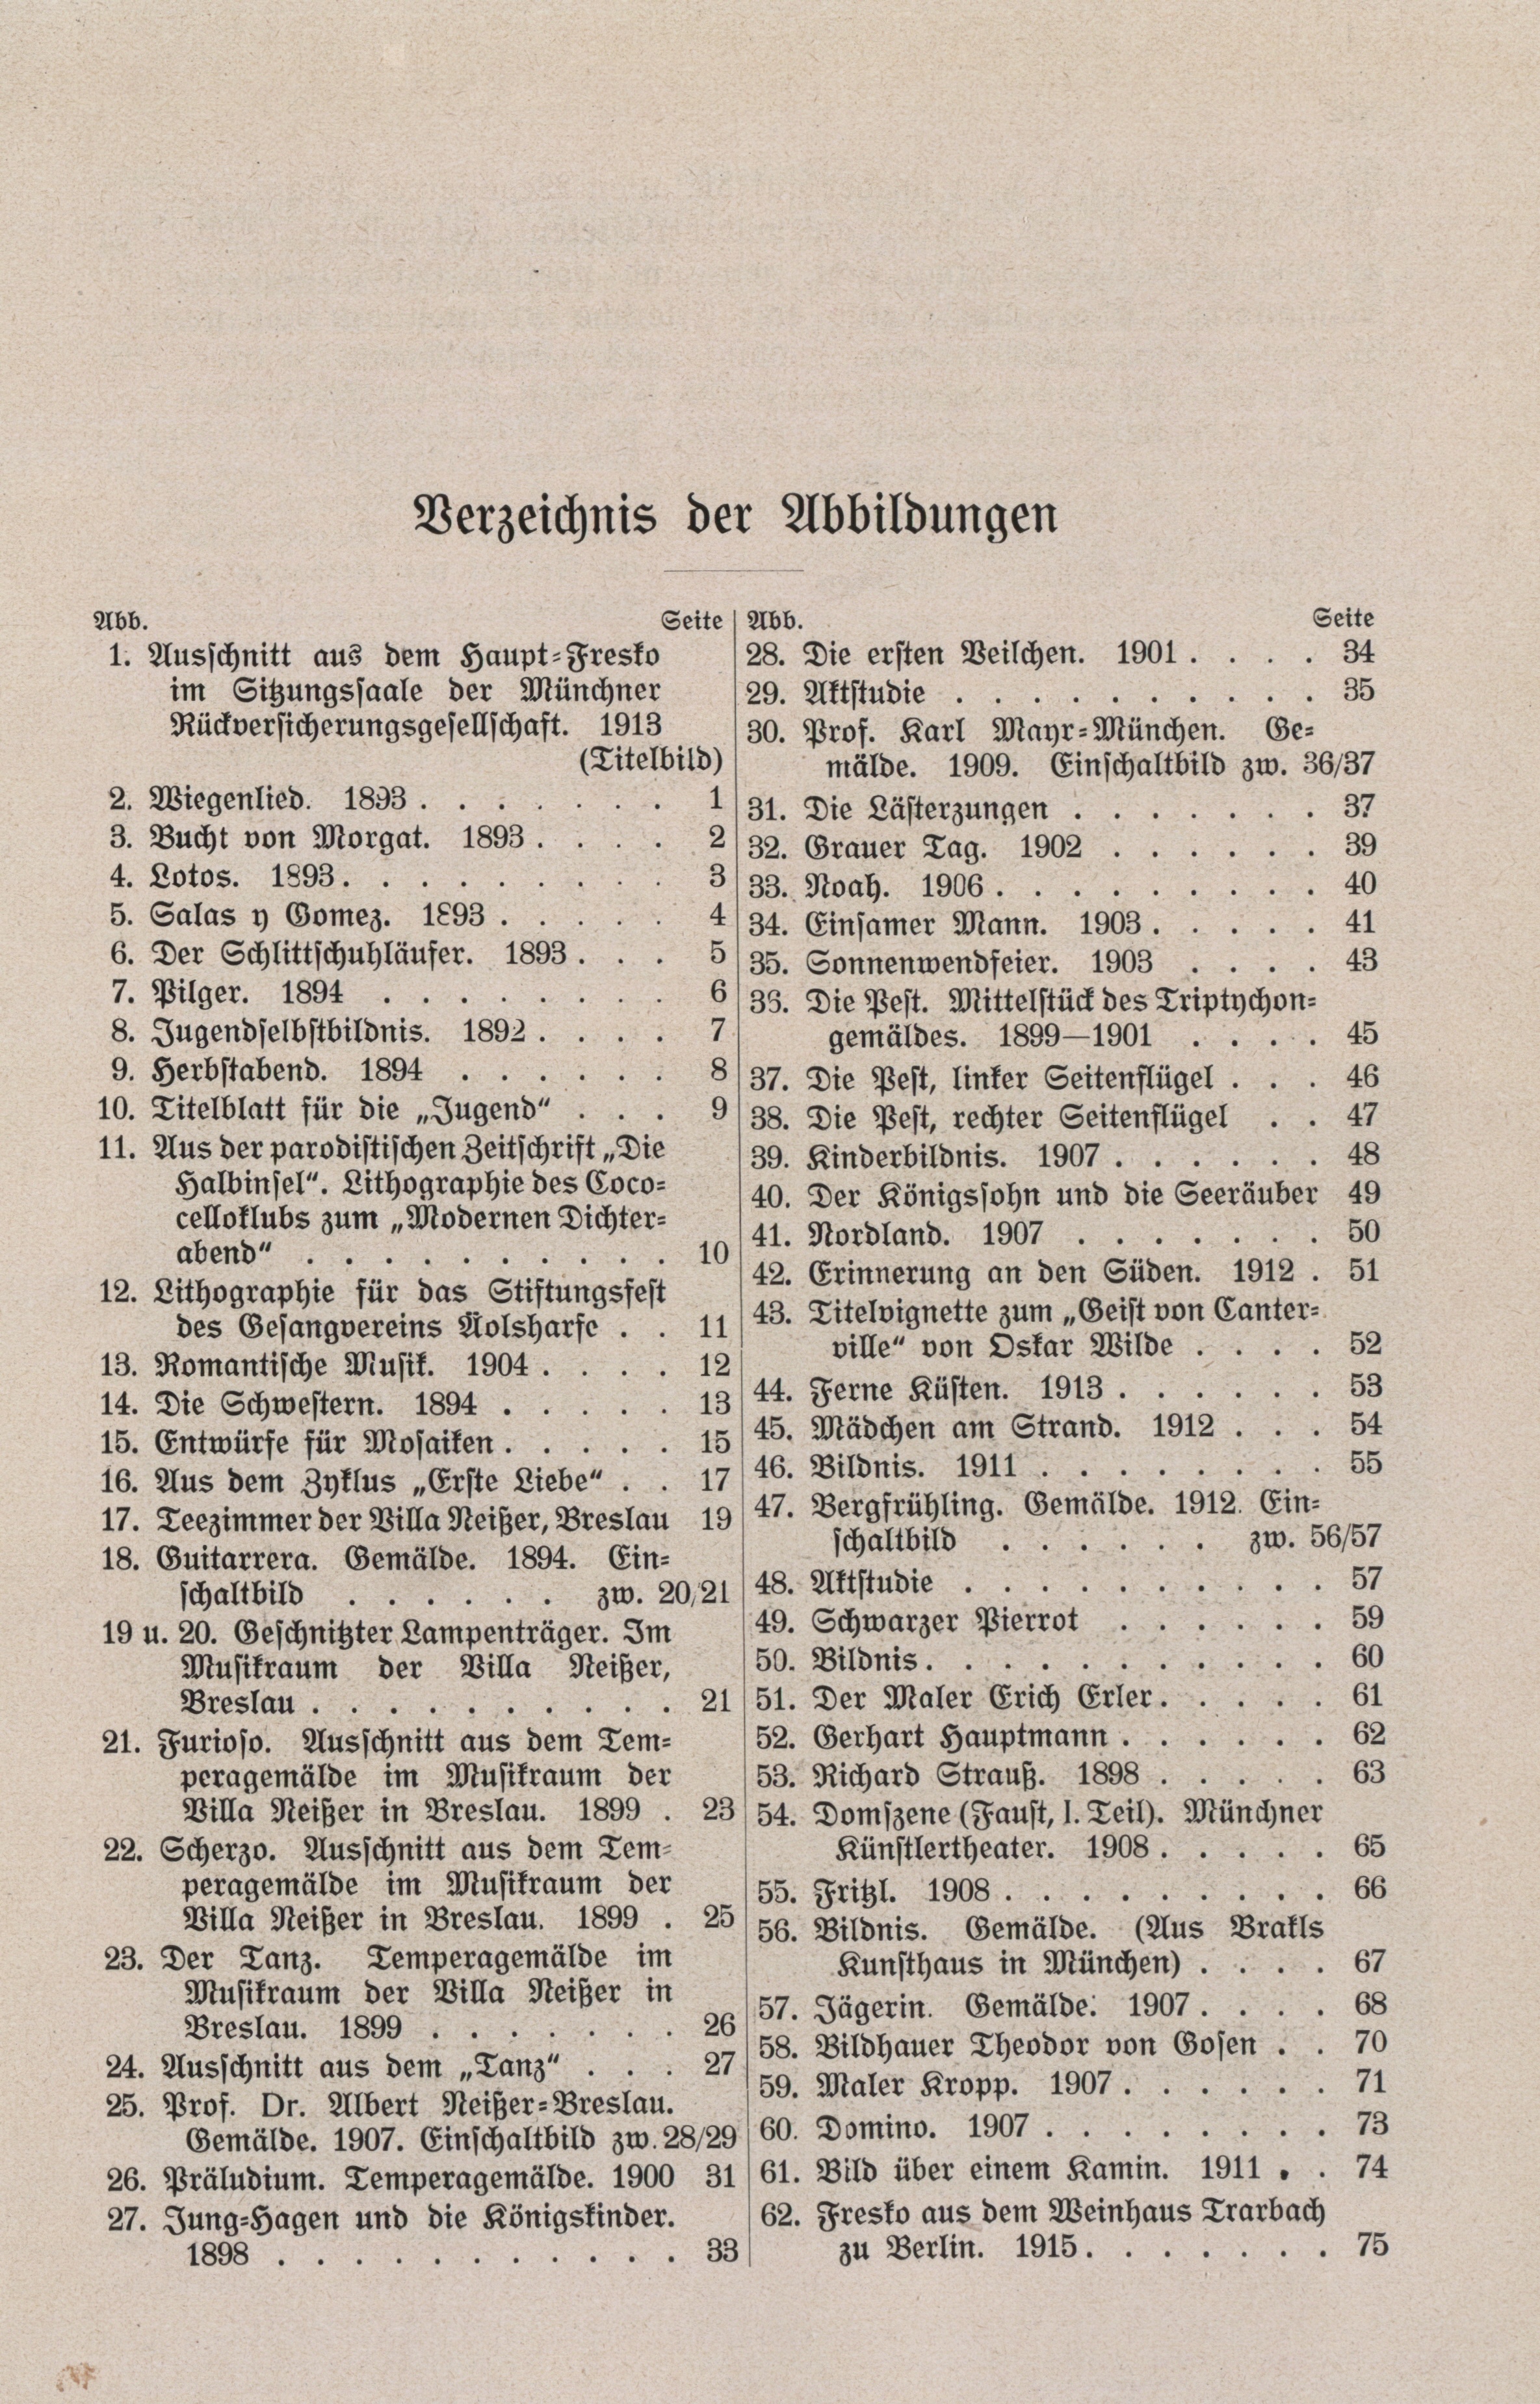 Verzeichnis der Abbildungen
Abb. Seite
1. Ausschnitt aus dem Haupt-Fresko
im Sitzungssaale der Münchner
Rückversicherungsgesellschaft. 1913
(Titelbild)
2. Wiegenlied. 1893 . . . . . . . 1
3. Bucht von Morgat. 1893 . . . . 2
4. Lotos. 1893 . . . . . . . . . 3
5. Salas y Gomez. 1893 . . . . . 4
6. Der Schlittschuhläufer. 1893 . . . 5
7. Pilger. 1894 . . . . . . . . 6
8. Jugendselbstbildnis. 1892 . . . . 7
9. Herbstabend. 1894 . . . . . . 8
10. Titelblatt für die „Jugend“ . . . 9
11. Aus der parodistischen Zeitschrift „Die
Halbinsel“. Lithographie des Coco-
celloklubs zum „Modernen Dichter-
abend“ . . . . . . . . . . 10
12. Lithographie für das Stiftungsfest
des Gesangvereins Äolsharfe . . 11
13. Romantische Musik. 1904 . . . . 12
14. Die Schwestern. 1894 . . . . . 13
15. Entwürfe für Mosaiken . . . . . 15
16. Aus dem Zyklus „Erste Liebe“ . . 17
17. Teezimmer der Villa Neißer, Breslau 19
18. Guitarrera. Gemälde. 1894. Ein-
schaltbild . . . . . . zw. 20/21
19 u. 20. Geschnitzter Lampenträger. Im
Musikraum der Villa Neißer,
Breslau . . . . . . . . . . 21
21. Furioso. Ausschnitt aus dem Tem-
peragemälde im Musikraum der
Villa Neißer in Breslau. 1899 . 23
22. Scherzo. Ausschnitt aus dem Tem-
peragemälde im Musikraum der
Villa Neißer in Breslau. 1899 . 25
23. Der Tanz. Temperagemälde im
Musikraum der Villa Neißer in
Breslau. 1899 . . . . . . . 26
24. Ausschnitt aus dem „Tanz“ . . . 27
25. Prof. Dr. Albert Neißer-Breslau.
Gemälde. 1907. Einschaltbild zw. 28/29
26. Präludium. Temperagemälde. 1900 31
27. Jung-Hagen und die Königskinder.
1898 . . . . . . . . . . . 33
Abb. Seite
28. Die ersten Veilchen. 1901 . . . . 34
29. Aktstudie . . . . . . . . . . 35
30. Prof. Karl Mayr-München. Ge-
mälde. 1909. Einschaltbild zw. 36/37
31. Die Lästerzungen . . . . . . . 37
32. Grauer Tag. 1902 . . . . . . 39
33. Noah. 1906 . . . . . . . . . 40
34. Einsamer Mann. 1903 . . . . . 41
35. Sonnenwendfeier. 1903 . . . . 43
36. Die Pest. Mittelstück des Triptychon-
gemäldes. 1899—1901 . . . . 45
37. Die Pest, linker Seitenflügel . . . 46
38. Die Pest, rechter Seitenflügel . . 47
39. Kinderbildnis. 1907 . . . . . . 48
40. Der Königssohn und die Seeräuber 49
41. Nordland. 1907 . . . . . . . 50
42. Erinnerung an den Süden. 1912 . 51
43. Titelvignette zum „Geist von Canter-
ville“ von Oskar Wilde . . . . 52
44. Ferne Küsten. 1913 . . . . . . 53
45. Mädchen am Strand. 1912 . . . 54
46. Bildnis. 1911 . . . . . . . . 55
47. Bergfrühling. Gemälde. 1912. Ein-
schaltbild . . . . . . zw. 56/57
48. Aktstudie . . . . . . . . . . 57
49. Schwarzer Pierrot . . . . . . 59
50. Bildnis . . . . . . . . . . . 60
51. Der Maler Erich Erler . . . . . 61
52. Gerhart Hauptmann . . . . . . 62
53. Richard Strauß. 1898 . . . . . 63
54. Domszene (Faust, I. Teil). Münchner
Künstlertheater. 1908 . . . . . 65
55. Fritzl. 1908 . . . . . . . . . 66
56. Bildnis. Gemälde. (Aus Brakls
Kunsthaus in München) . . . . 67
57. Jägerin. Gemälde. 1907 . . . . 68
58. Bildhauer Theodor von Gosen . . 70
59. Maler Kropp. 1907 . . . . . . 71
60. Domino. 1907 . . . . . . . . 73
61. Bild über einem Kamin. 1911 . . 74
62. Fresko aus dem Weinhaus Trarbach
zu Berlin. 1915 . . . . . . . 75